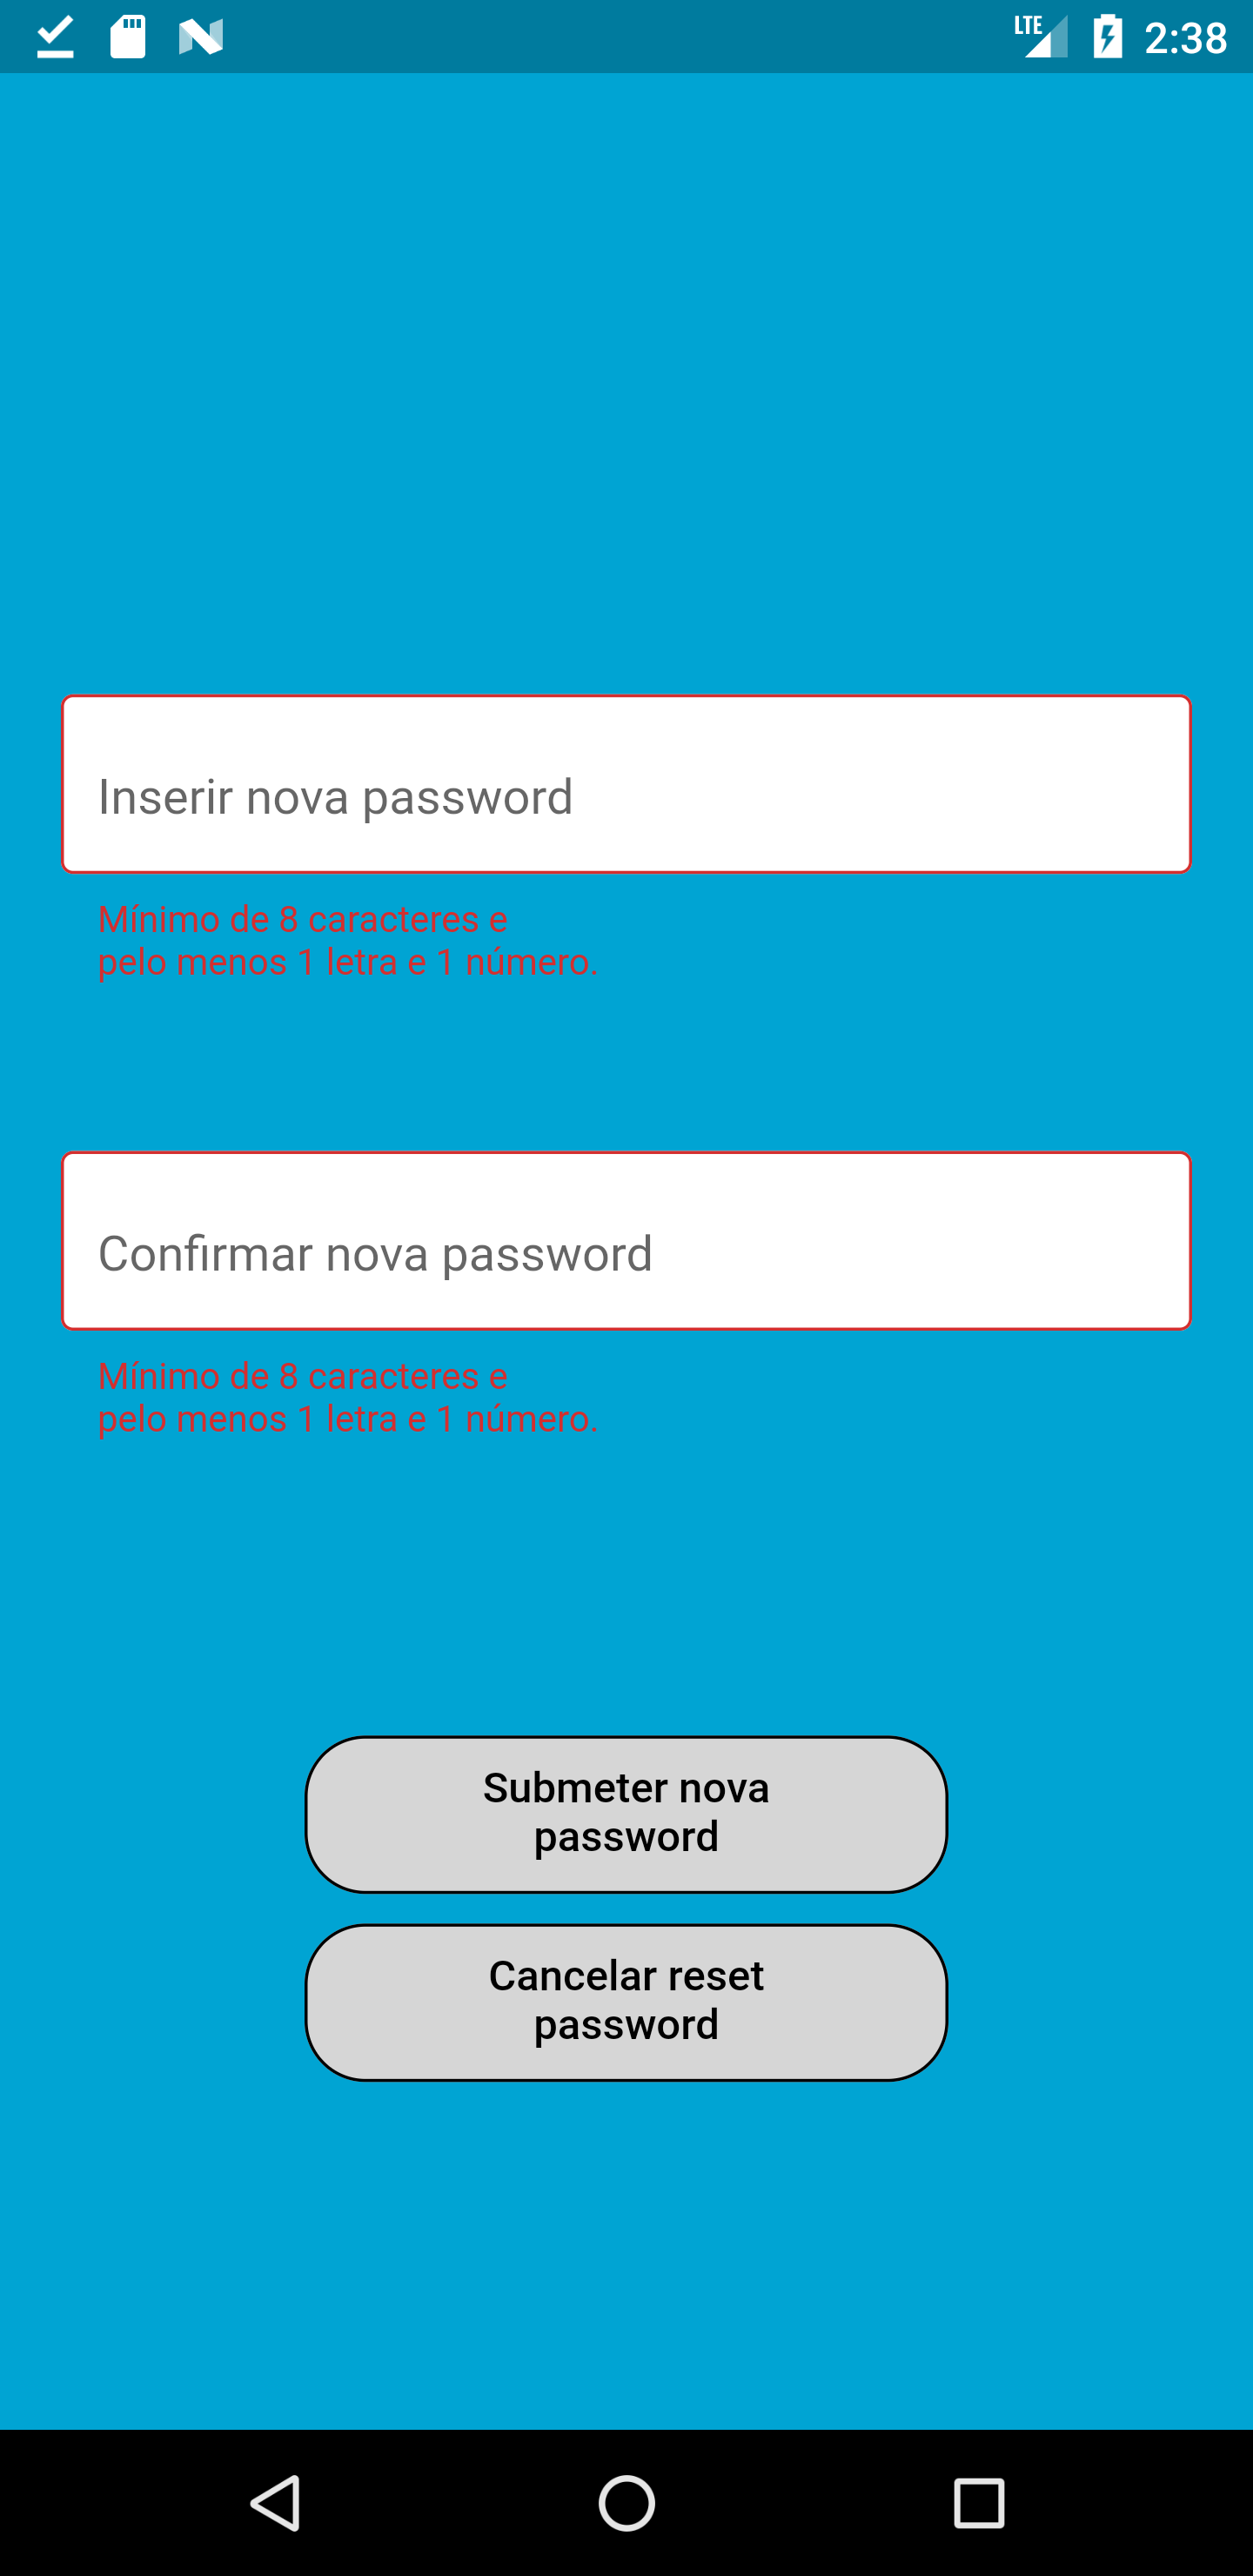 LTE 2:38
Inserir nova password
Mínimo de 8 caracteres e
pelo menos 1 letra e 1 número.
Confirmar nova password
Mínimo de 8 caracteres e
pelo menos 1 letra e 1 número.
Submeter nova
password
Cancelar reset
password